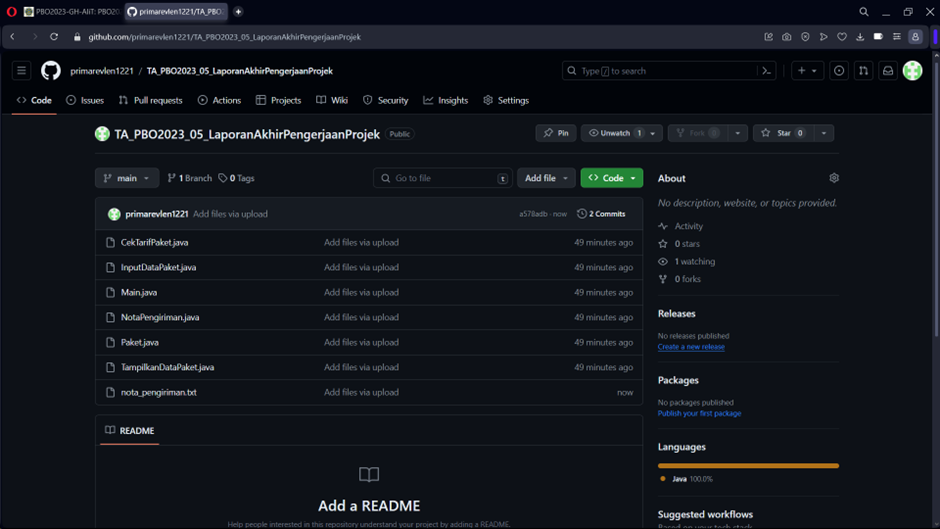 PBO2023-GH-AliT: PBO20
primarevlen1221/TA_PBO
github.com/primarevlen1221/TA_PBO2023_05_LaporanAkhirPengerjaanProjek
primarevlen1221 / TA_PBO2023_05_LaporanAkhirPengerjaanProjek
Type / to search
Code Issues Pull requests Actions Projects Wiki Security Insights Settings
TA_PBO2023_05_LaporanAkhirPengerjaanProjek Public Pin Unwatch 1 Fork 0 Star 0
main 1 Branch 0 Tags Go to file t Add file Code
primarevlen1221 Add files via upload a578adb · now 2 Commits
CekTarifPaket.java Add files via upload 49 minutes ago
InputDataPaket.java Add files via upload 49 minutes ago
Main.java Add files via upload 49 minutes ago
NotaPengiriman.java Add files via upload 49 minutes ago
Paket.java Add files via upload 49 minutes ago
TampilkanDataPaket.java Add files via upload 49 minutes ago
nota_pengiriman.txt Add files via upload now
README
Add a README
Help people interested in this repository understand your project by adding a README.
About
No description, website, or topics provided.
Activity
0 stars
1 watching
0 forks
Releases
No releases published
Create a new release
Packages
No packages published
Publish your first package
Languages
Java 100.0%
Suggested workflows
Based on your tech stack